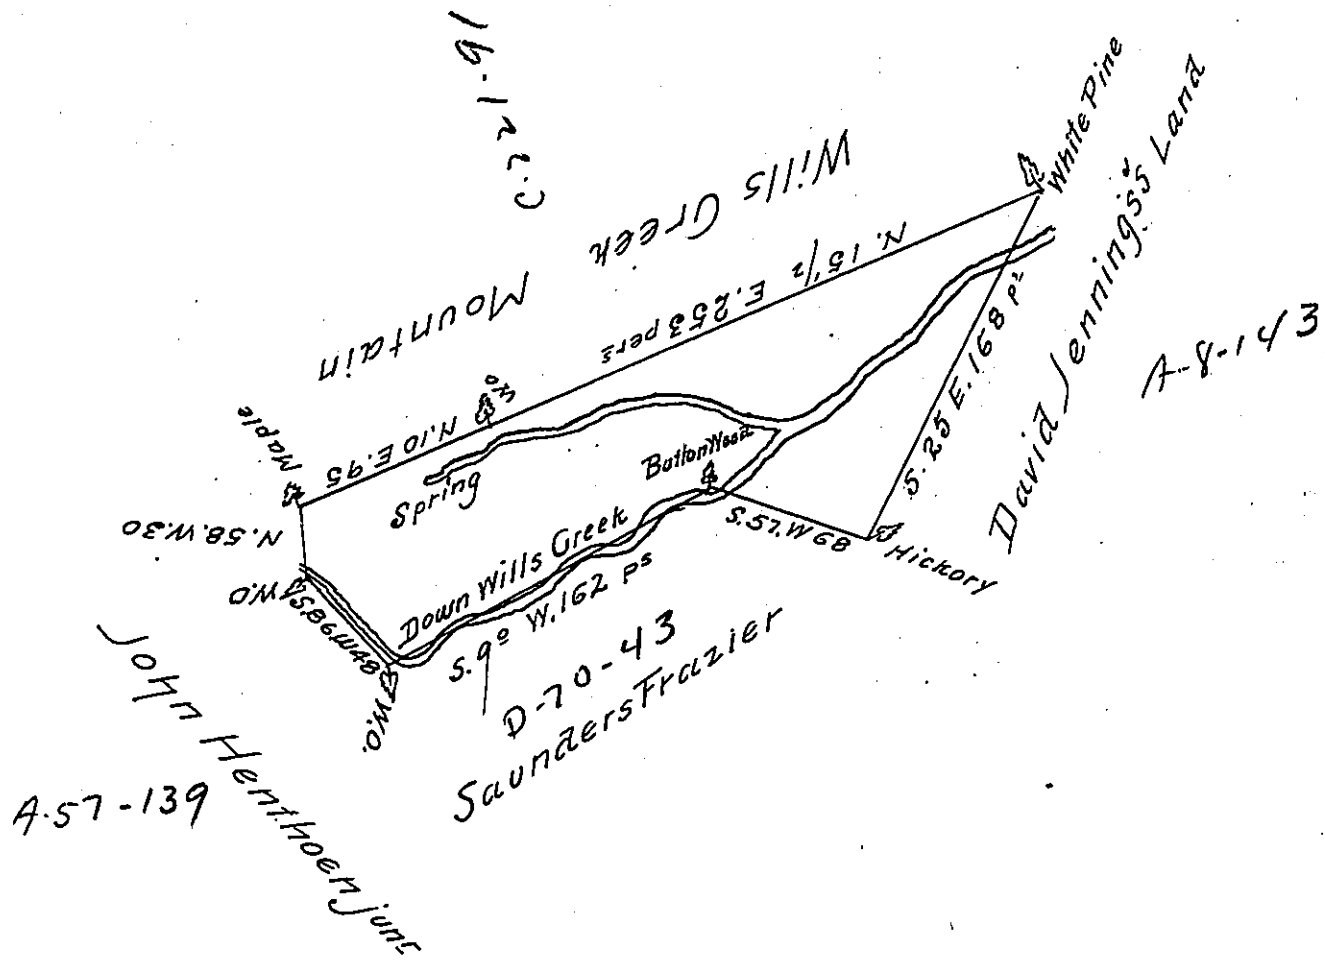 C-221-91
Wills Creek
Mountain
White Pine
David Jennings's Land
A-8-143
N. 15 1/2 E. 253 pers
S. 25 E. 168 ps
Maple
N. 10 E. 95
W.O
Spring
Button Wood
S. 57. W 68
Hickory
N. 58. W. 30
W.O
S. 86. W 48
W.O.
Down Wills Creek
S. 9° W. 162 ps
D-70-43
Saunders Frazier
John Henthoen junr
A-57-139